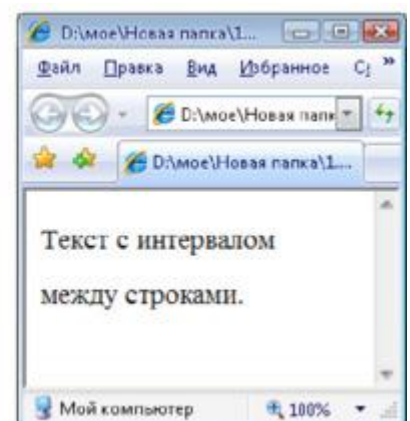 D:\мое\Новая папка\1...
Файл Правка Вид Избранное
D:\мое\Новая папк
D:\мое\Новая папка\1....
Текст с интервалом
между строками.
Мой компьютер 100%